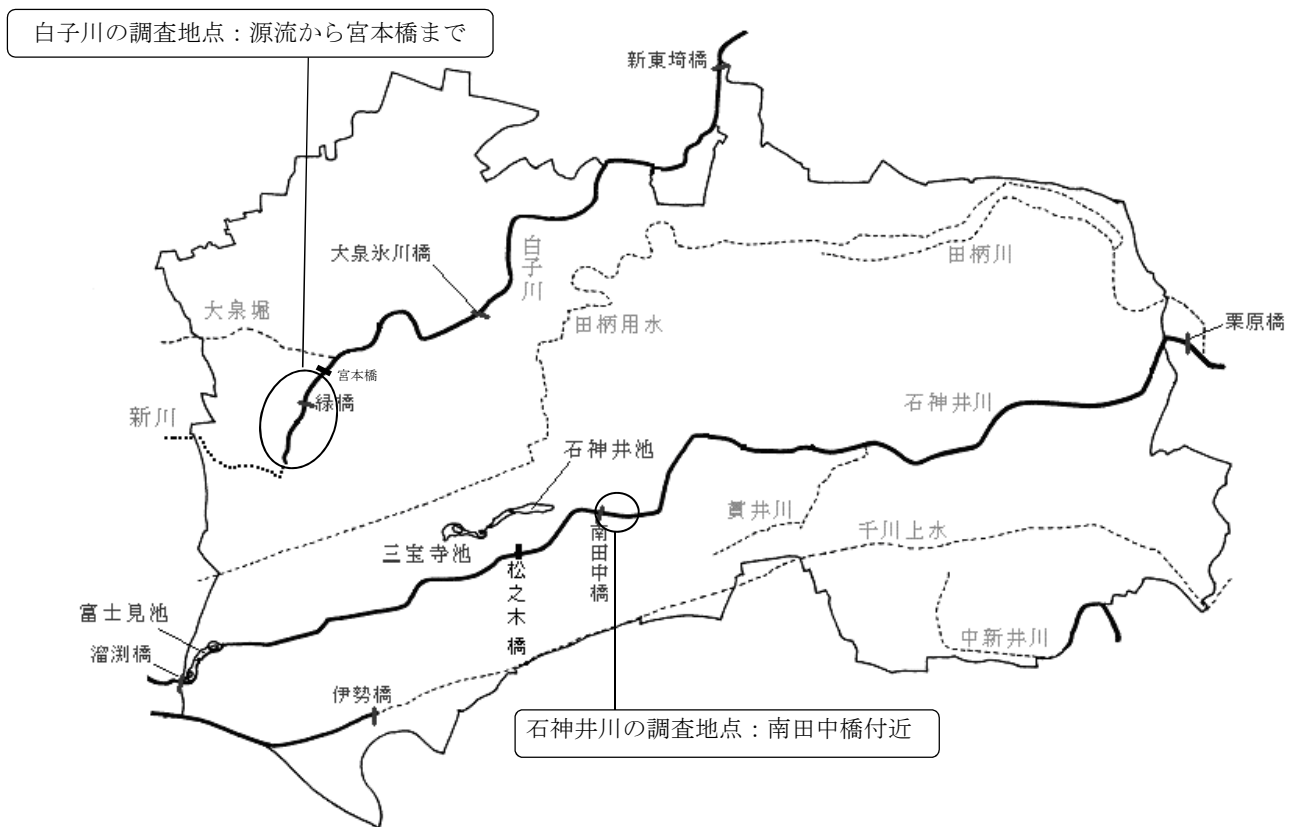 白子川の調査地点：源流から宮本橋まで
新東埼橋
大泉氷川橋
白子川
田柄川
大泉堀
田柄用水
栗原橋
宮本橋
緑橋
石神井川
新川
石神井池
貫井川
千川上水
三宝寺池
南田中橋
松之木橋
富士見池
中新井川
溜渕橋
伊勢橋
石神井川の調査地点：南田中橋付近